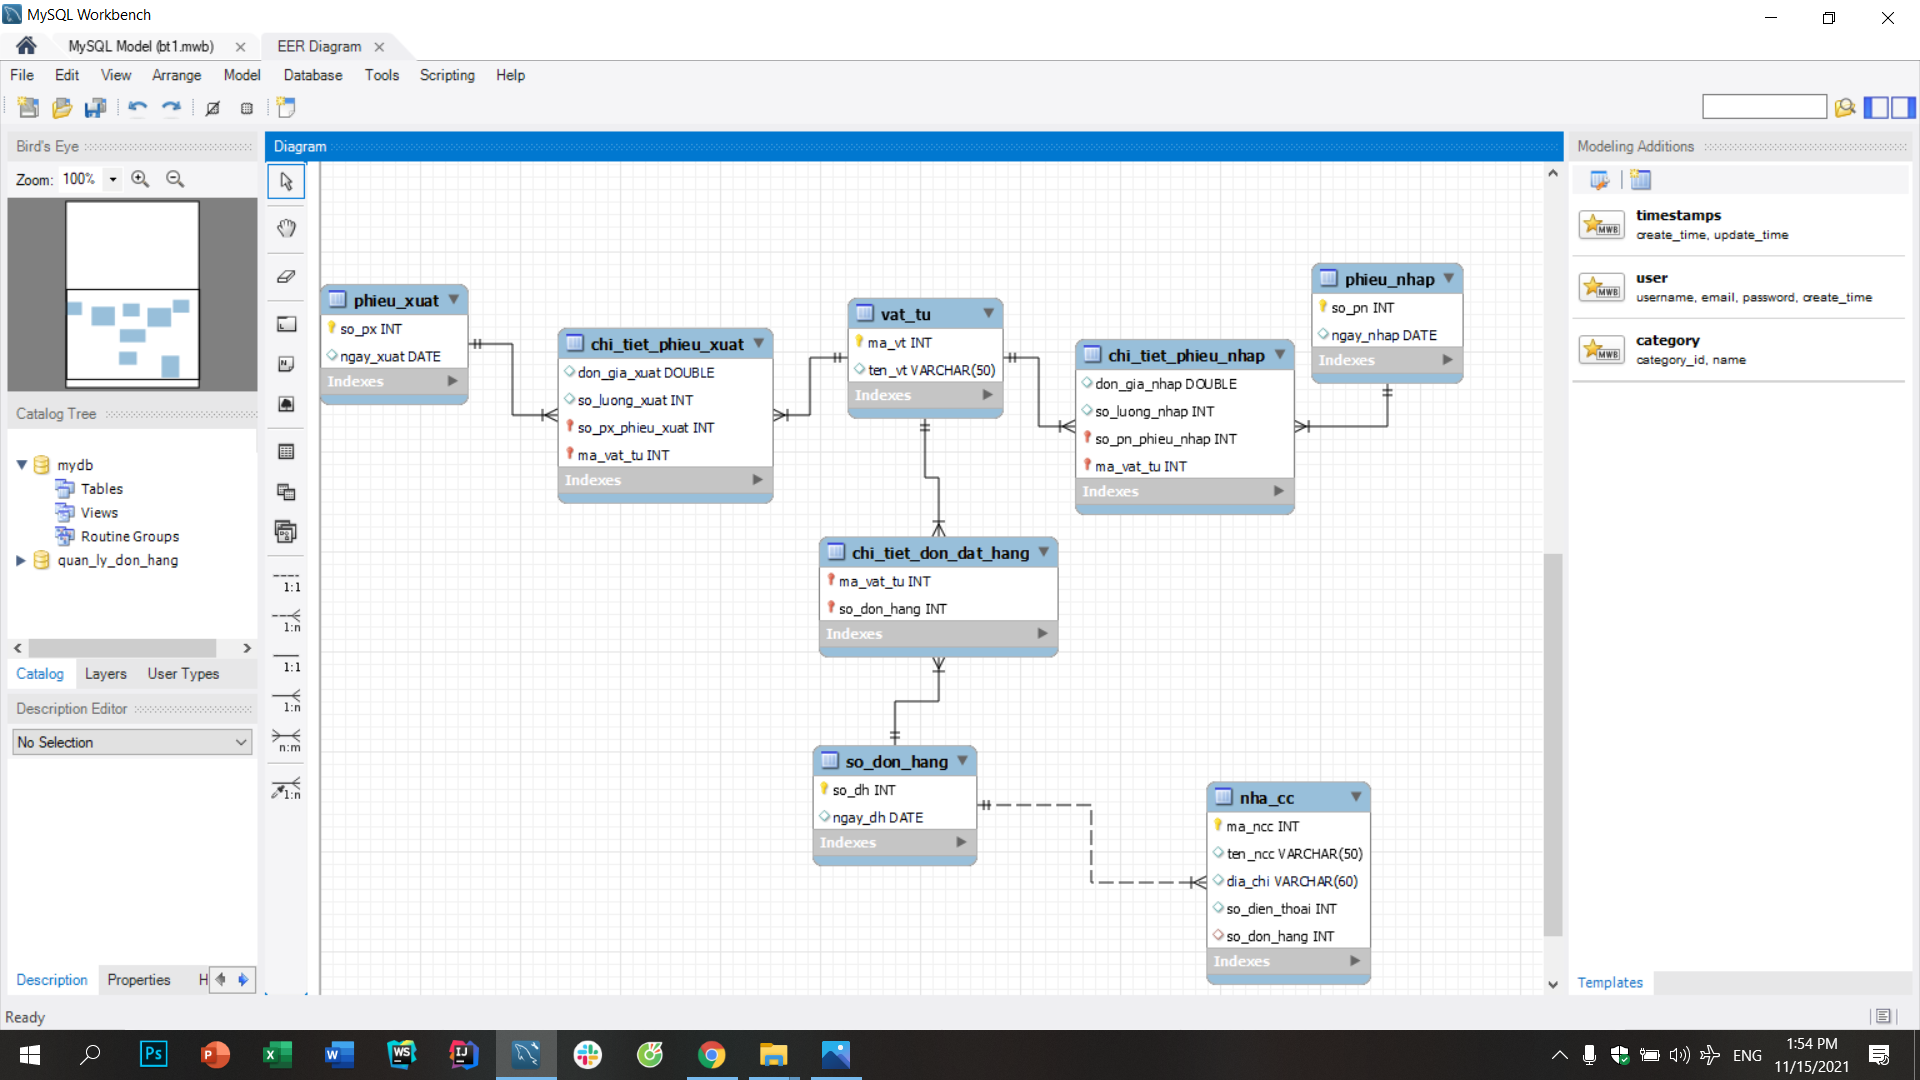 MySQL Workbench
MySQL Model (bt1.mwb)
EER Diagram
File Edit View Arrange Model Database Tools Scripting Help
Bird's Eye
Zoom: 100%
Catalog Tree
mydb
Tables
Views
Routine Groups
quan_ly_don_hang
Catalog Layers User Types
Description Editor
No Selection
Description Properties H
Ready
Diagram
1:1
1:n
1:1
1:n
n:m
1:n
phieu_xuat
so_px INT
ngay_xuat DATE
Indexes
chi_tiet_phieu_xuat
don_gia_xuat DOUBLE
so_luong_xuat INT
so_px_phieu_xuat INT
ma_vat_tu INT
Indexes
vat_tu
ma_vt INT
ten_vt VARCHAR(50)
Indexes
chi_tiet_phieu_nhap
don_gia_nhap DOUBLE
so_luong_nhap INT
so_pn_phieu_nhap INT
ma_vat_tu INT
Indexes
phieu_nhap
so_pn INT
ngay_nhap DATE
Indexes
chi_tiet_don_dat_hang
ma_vat_tu INT
so_don_hang INT
Indexes
so_don_hang
so_dh INT
ngay_dh DATE
Indexes
nha_cc
ma_ncc INT
ten_ncc VARCHAR(50)
dia_chi VARCHAR(60)
so_dien_thoai INT
so_don_hang INT
Indexes
Modeling Additions
MWB
timestamps
create_time, update_time
MWB
user
username, email, password, create_time
MWB
category
category_id, name
Templates
Ps
P
X
W
WS
IJ
ENG
1:54 PM
11/15/2021